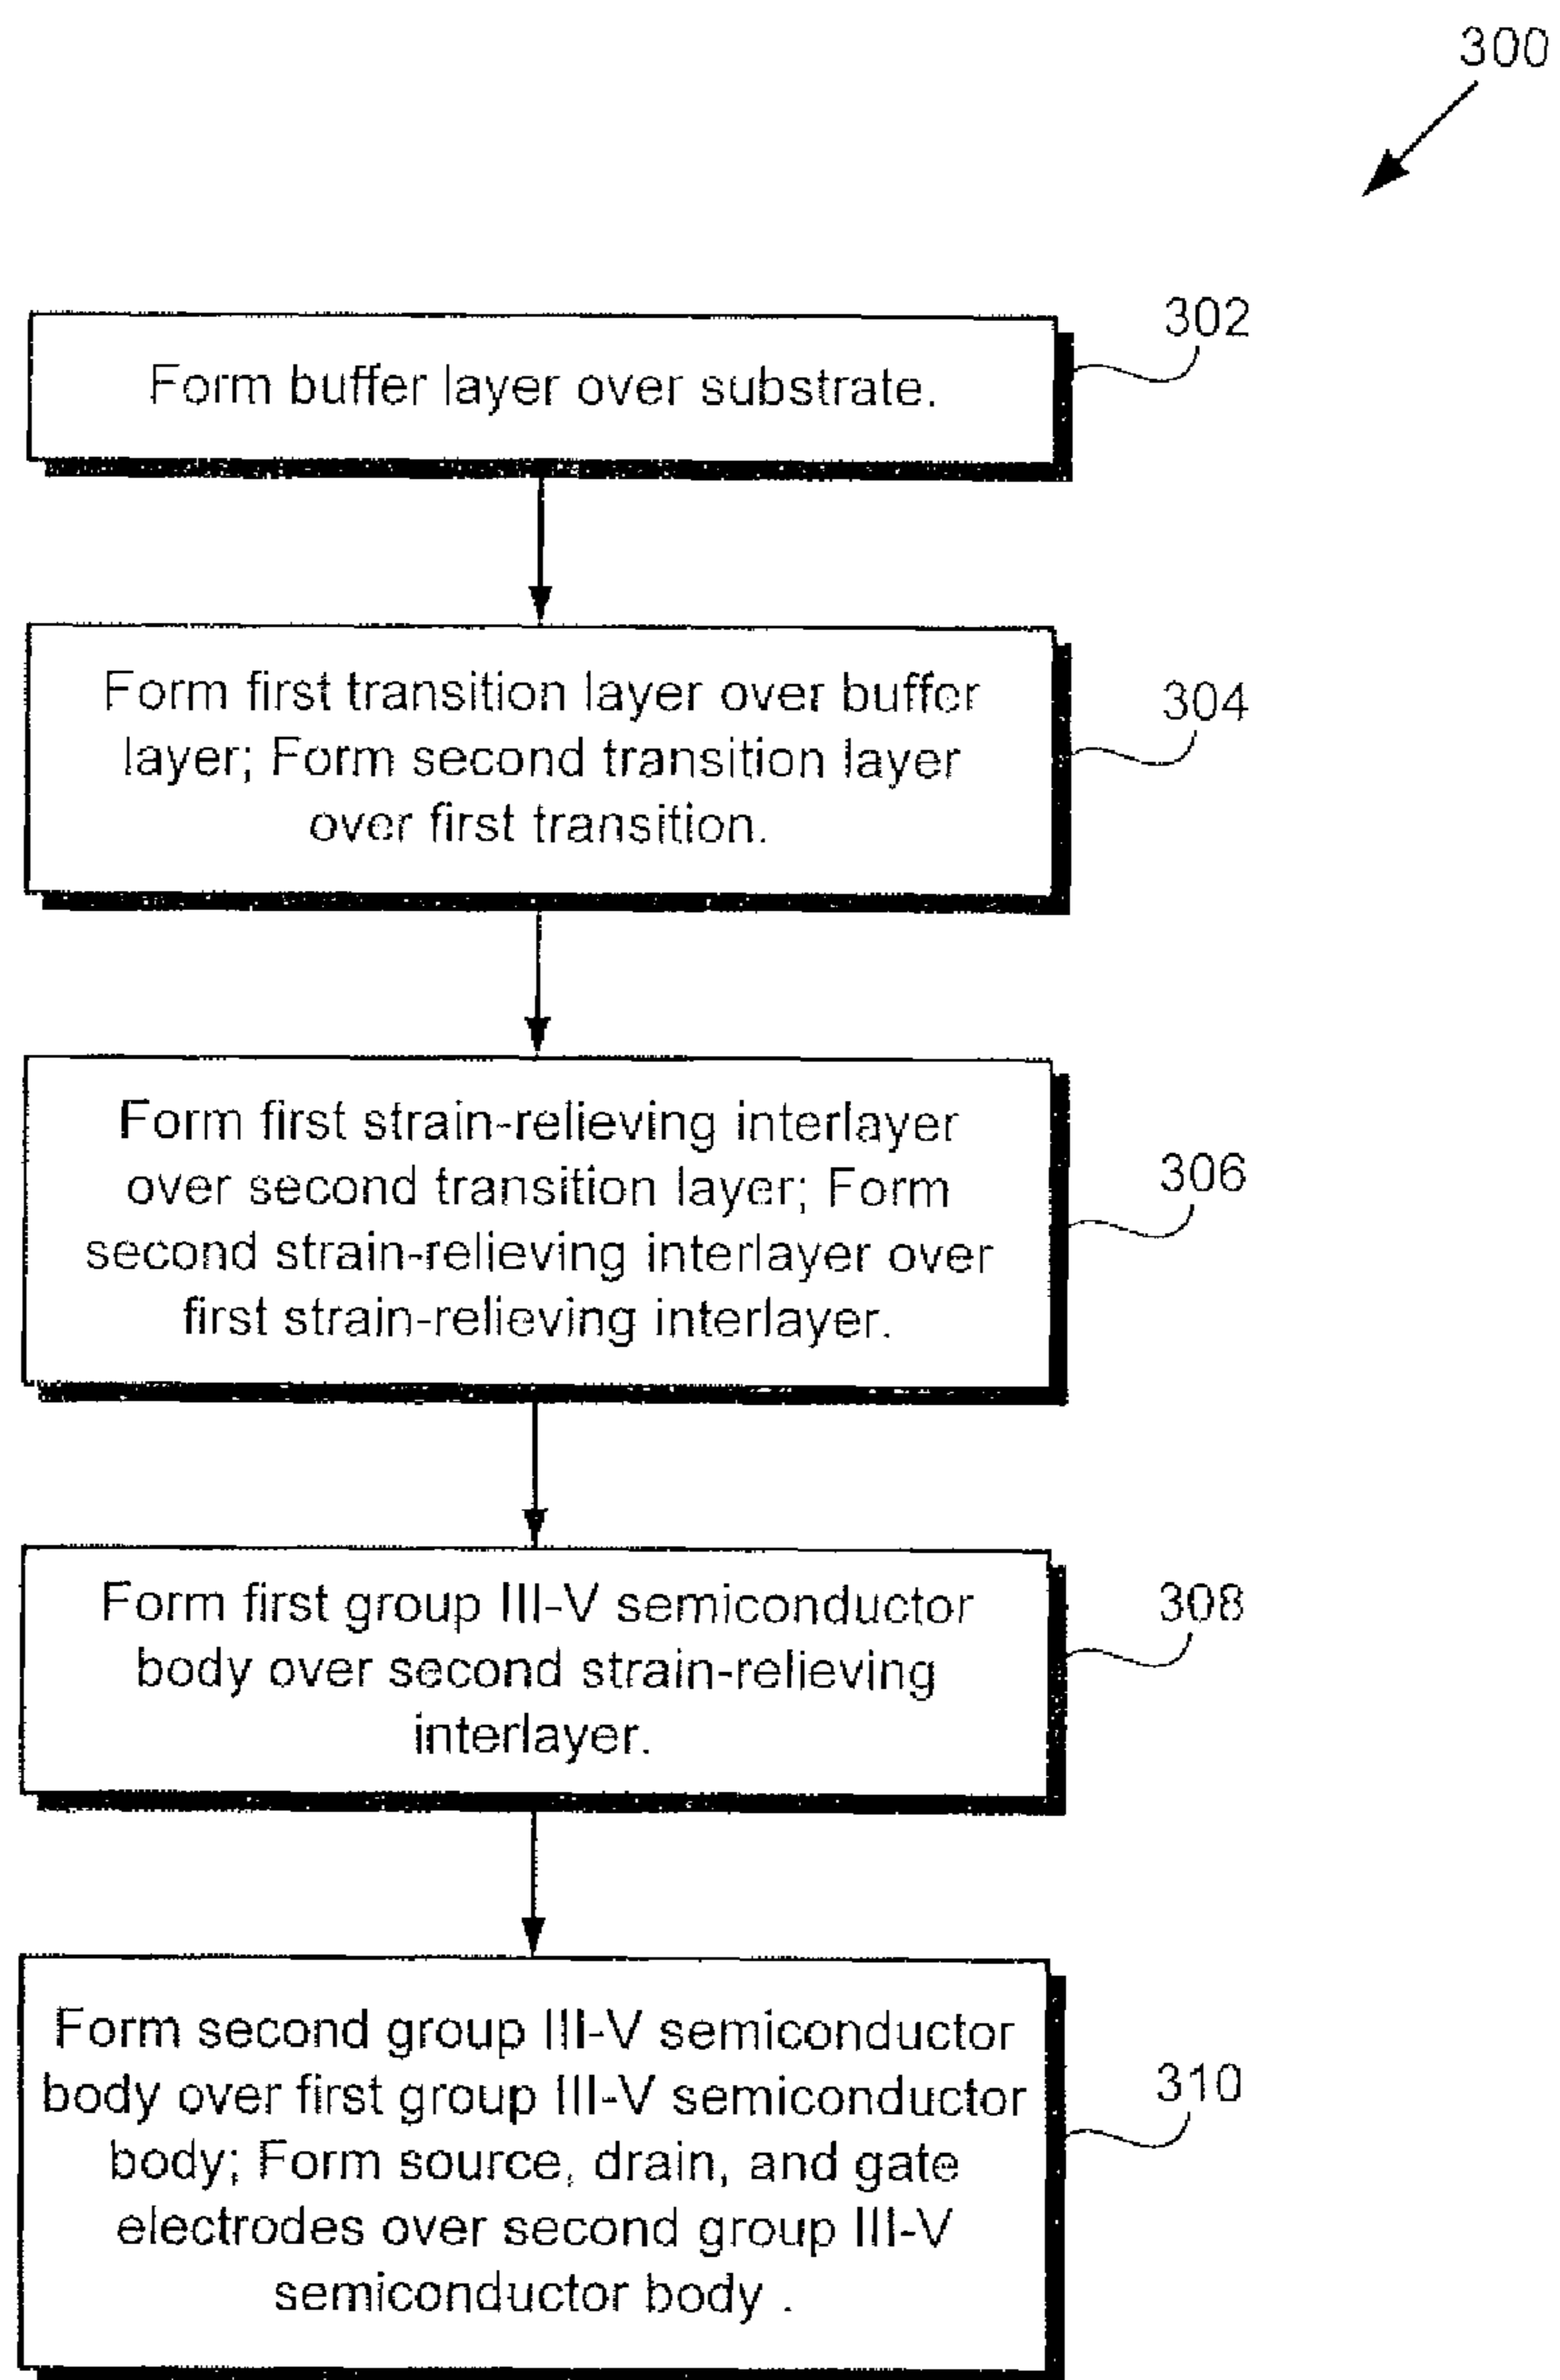 300
302
Form buffer layer over substrate.
304
Form first transition layer over buffer
layer; Form second transition layer
over first transition.
306
Form first strain-relieving interlayer
over second transition layer; Form
second strain-relieving interlayer over
first strain-relieving interlayer.
308
Form first group III-V semiconductor
body over second strain-relieving
interlayer.
310
Form second group III-V semiconductor
body over first group III-V semiconductor
body; Form source, drain, and gate
electrodes over second group III-V
semiconductor body .